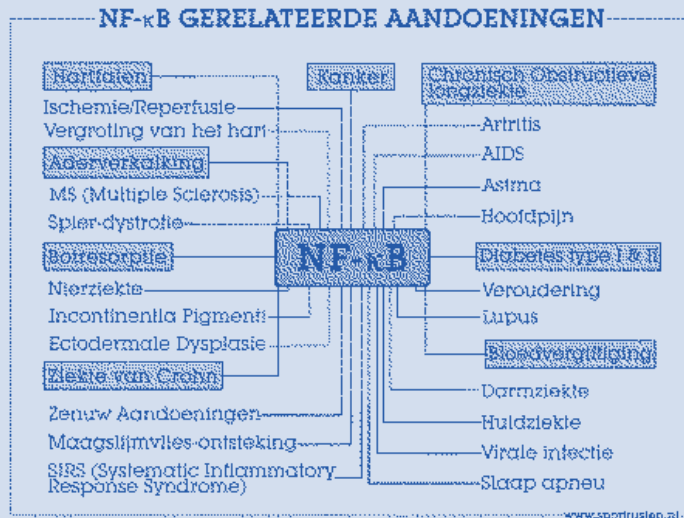 NF-κB GERELATEERDE AANDOENINGEN
Hartfalen
Ischemie/Reperfusie
Vergroting van het hart
Aderverkalking
MS (Multiple Sclerosis)
Spier-dystrofie
Botresorptie
Nierziekte
Incontinentia Pigmenti
Ectodermale Dysplasie
Ziekte van Crohn
Zenuw Aandoeningen
Maagslijmvlies-ontsteking
SIRS (Systematic Inflammatory
Response Syndrome)
Kanker
NF-κB
Chronisch Obstructieve
longziekte
Artritis
AIDS
Astma
Hoofdpijn
Diabetes type I & II
Veroudering
Lupus
Bloedvergiftiging
Darmziekte
Huidziekte
Virale infectie
Slaap apneu